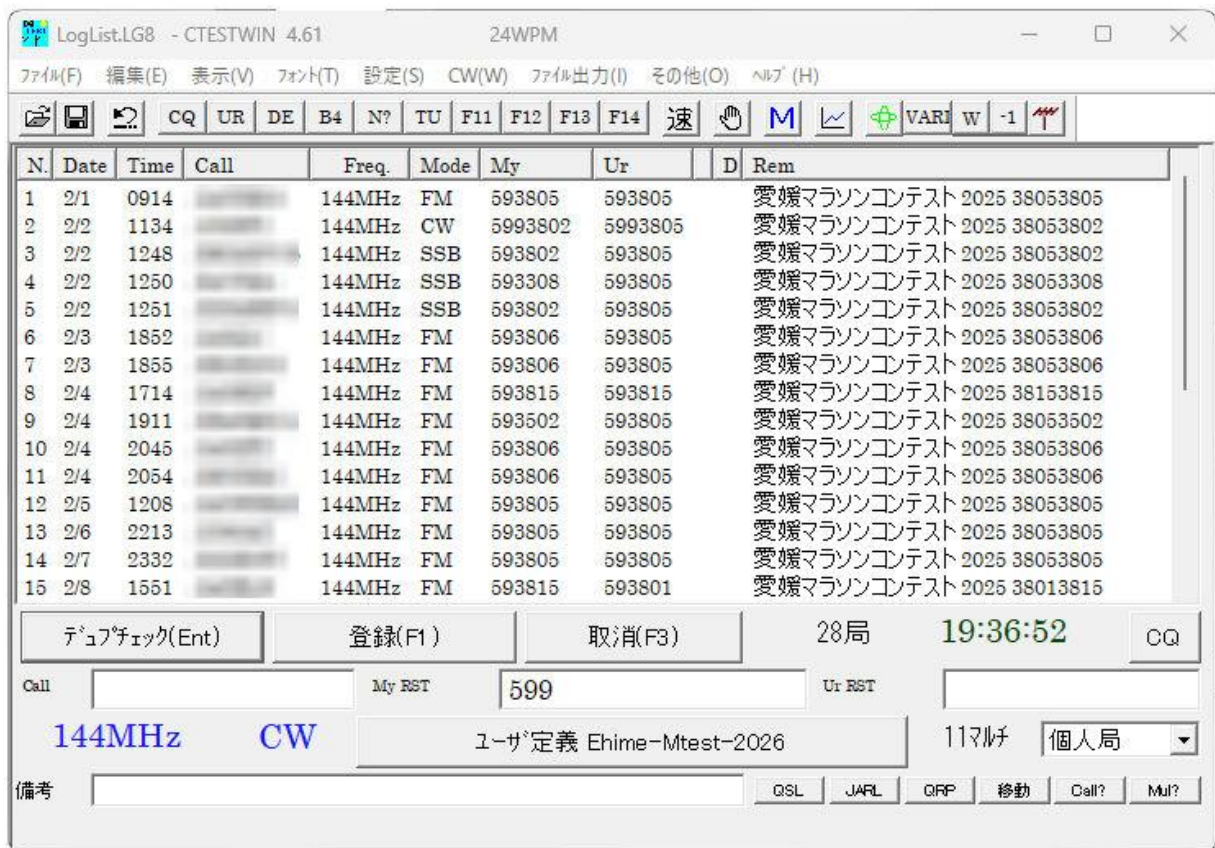 LogList.LG8 - CTESTWIN 4.61 24WPM
ファイル(F) 編集(E) 表示(V) フォント(T) 設定(S) CW(W) ファイル出力(I) その他(O) ヘルプ (H)
CQ UR DE B4 N? TU F11 F12 F13 F14 速 M VARI W -1
N. Date Time Call Freq. Mode My Ur D Rem
1 2/1 0914 144MHz FM 593805 593805 愛媛マラソンコンテスト 2025 38053805
2 2/2 1134 144MHz CW 5993802 5993805 愛媛マラソンコンテスト 2025 38053802
3 2/2 1248 144MHz SSB 593802 593805 愛媛マラソンコンテスト 2025 38053802
4 2/2 1250 144MHz SSB 593308 593805 愛媛マラソンコンテスト 2025 38053308
5 2/2 1251 144MHz SSB 593802 593805 愛媛マラソンコンテスト 2025 38053802
6 2/3 1852 144MHz FM 593806 593805 愛媛マラソンコンテスト 2025 38053806
7 2/3 1855 144MHz FM 593806 593805 愛媛マラソンコンテスト 2025 38053806
8 2/4 1714 144MHz FM 593815 593815 愛媛マラソンコンテスト 2025 38153815
9 2/4 1911 144MHz FM 593502 593805 愛媛マラソンコンテスト 2025 38053502
10 2/4 2045 144MHz FM 593806 593805 愛媛マラソンコンテスト 2025 38053806
11 2/4 2054 144MHz FM 593806 593805 愛媛マラソンコンテスト 2025 38053806
12 2/5 1208 144MHz FM 593805 593805 愛媛マラソンコンテスト 2025 38053805
13 2/6 2213 144MHz FM 593805 593805 愛媛マラソンコンテスト 2025 38053805
14 2/7 2332 144MHz FM 593805 593805 愛媛マラソンコンテスト 2025 38053805
15 2/8 1551 144MHz FM 593815 593801 愛媛マラソンコンテスト 2025 38013815
デュプチェック(Ent) 登録(F1) 取消(F3) 28局 19:36:52 CQ
Call My RST 599 Ur RST
144MHz CW ユーザ定義 Ehime-Mtest-2026 11マルチ 個人局
備考 QSL JARL QRP 移動 Call? Mul?